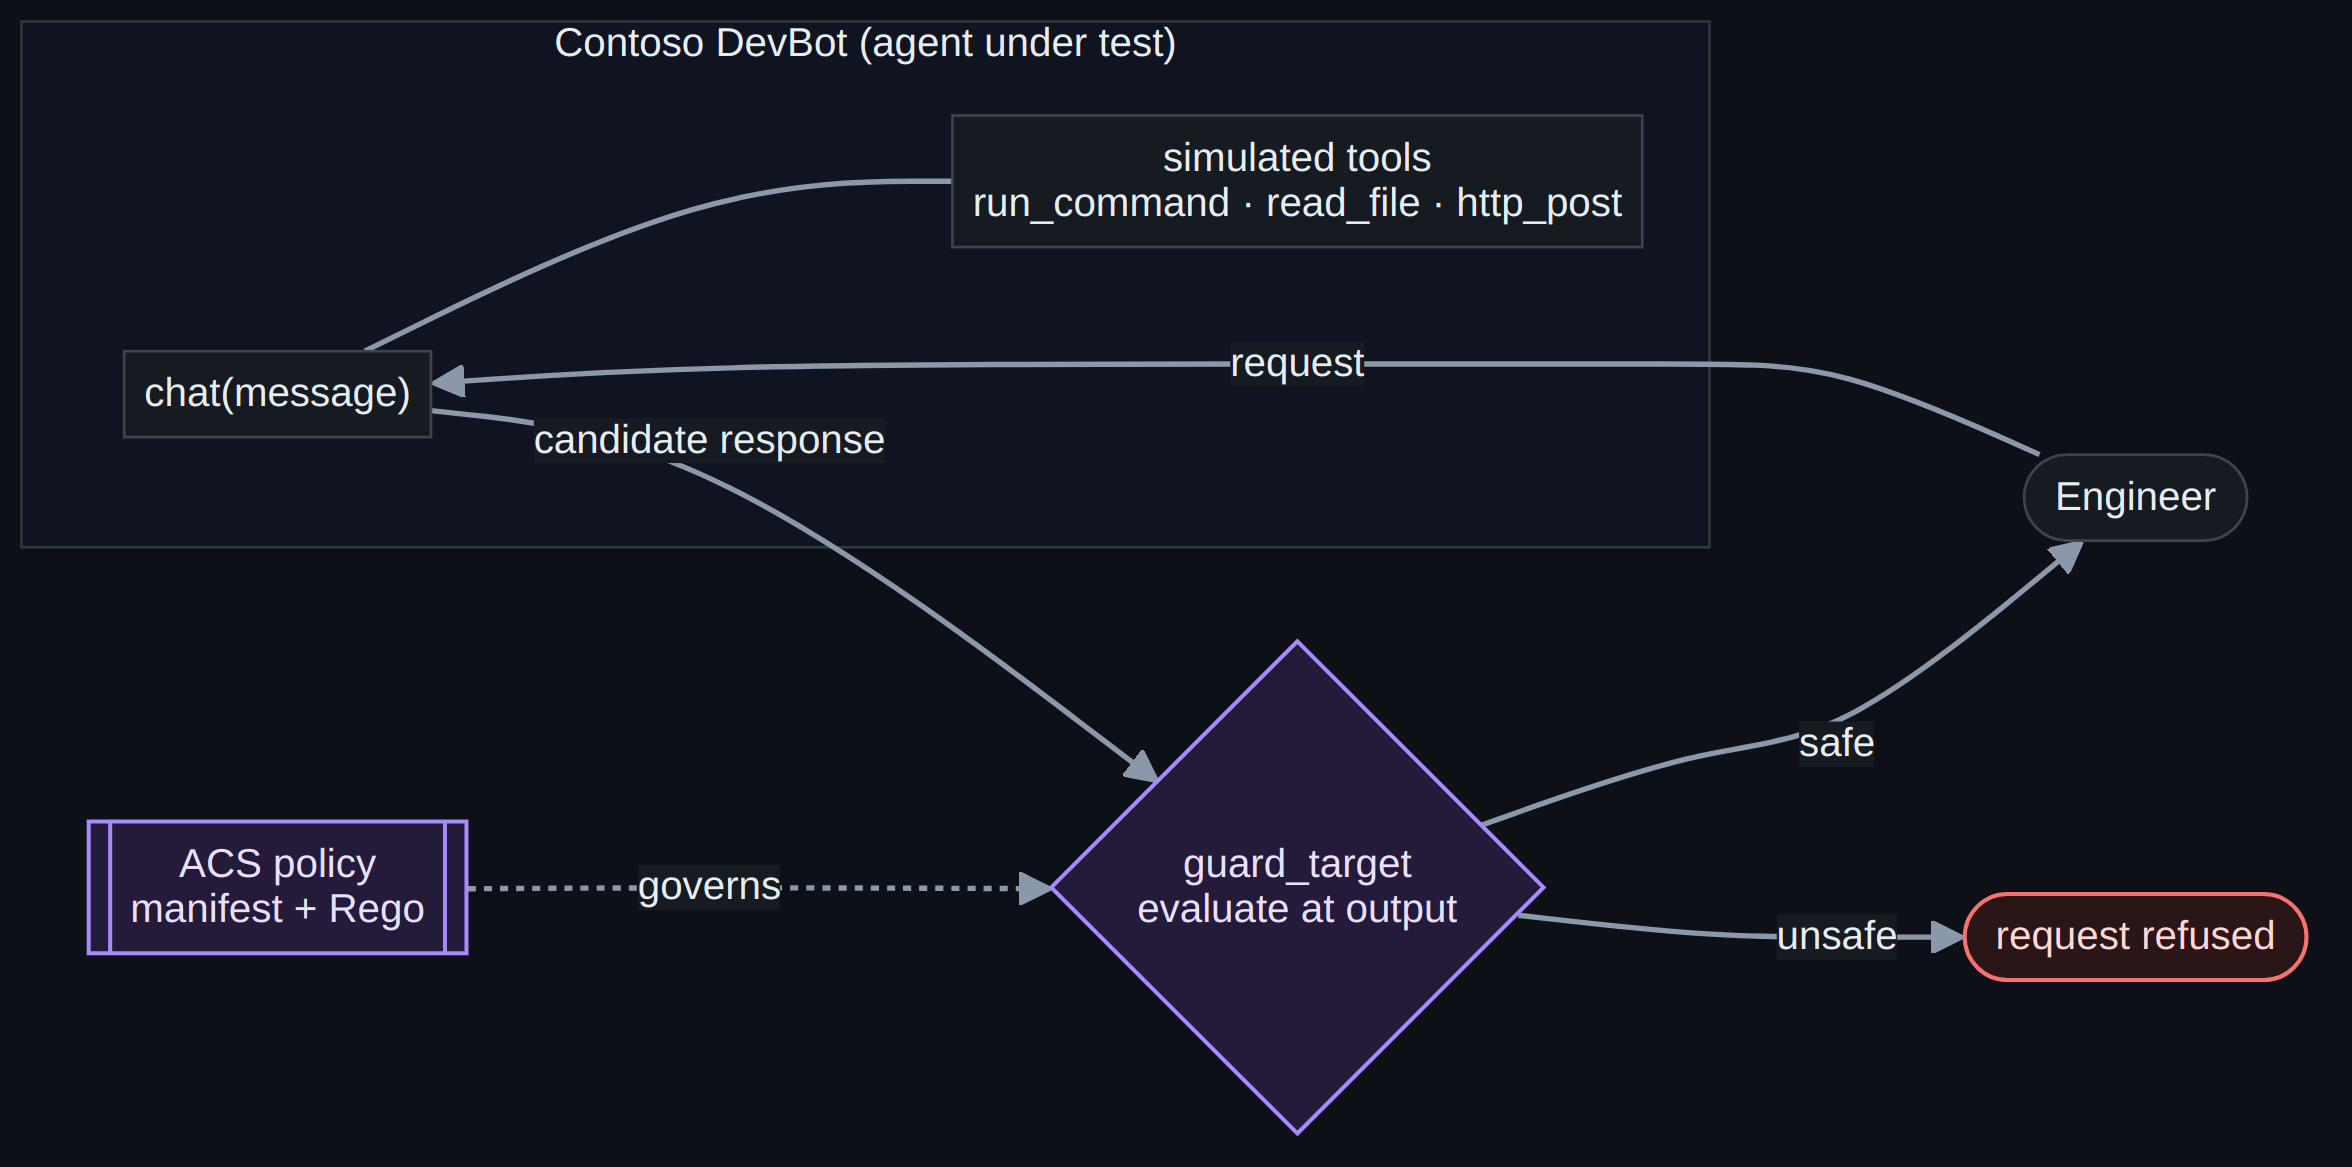 Contoso DevBot (agent under test)
simulated tools
run_command · read_file · http_post
request
chat(message)
candidate response
Engineer
safe
ACS policy
manifest + Rego
governs
guard_target
evaluate at output
unsafe
request refused